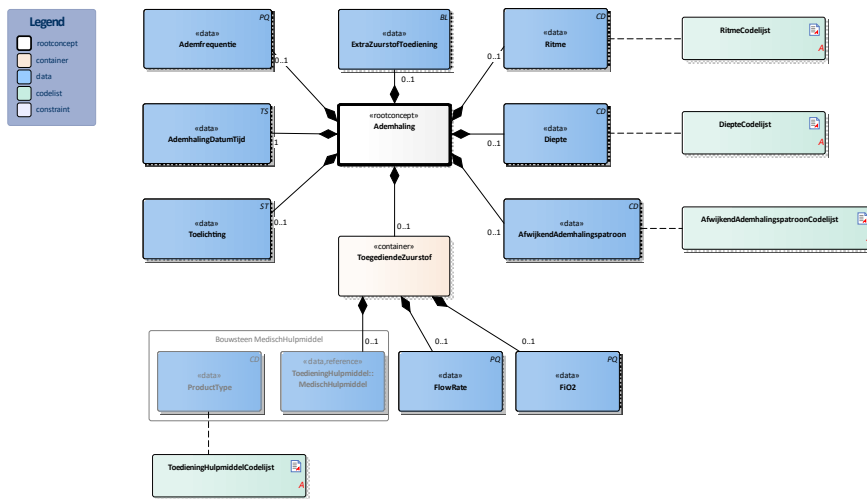 Legend
rootconcept
container
data
codelist
constraint
PQ
«data»
Ademfrequentie
0..1
BL
«data»
ExtraZuurstofToediening
0..1
CD
«data»
Ritme
0..1
RitmeCodelijst
A
TS
«data»
AdemhalingDatumTijd
1
«rootconcept»
Ademhaling
CD
«data»
Diepte
0..1
DiepteCodelijst
A
ST
«data»
Toelichting
0..1
0..1
CD
«data»
AfwijkendAdemhalingspatroon
0..1
AfwijkendAdemhalingspatroonCodelijst
«container»
ToegediendeZuurstof
Bouwsteen MedischHulpmiddel
CD
«data»
ProductType
0..1
«data,reference»
ToedieningHulpmiddel::
MedischHulpmiddel
0..1
PQ
«data»
FlowRate
0..1
PQ
«data»
FiO2
ToedieningHulpmiddelCodelijst
A